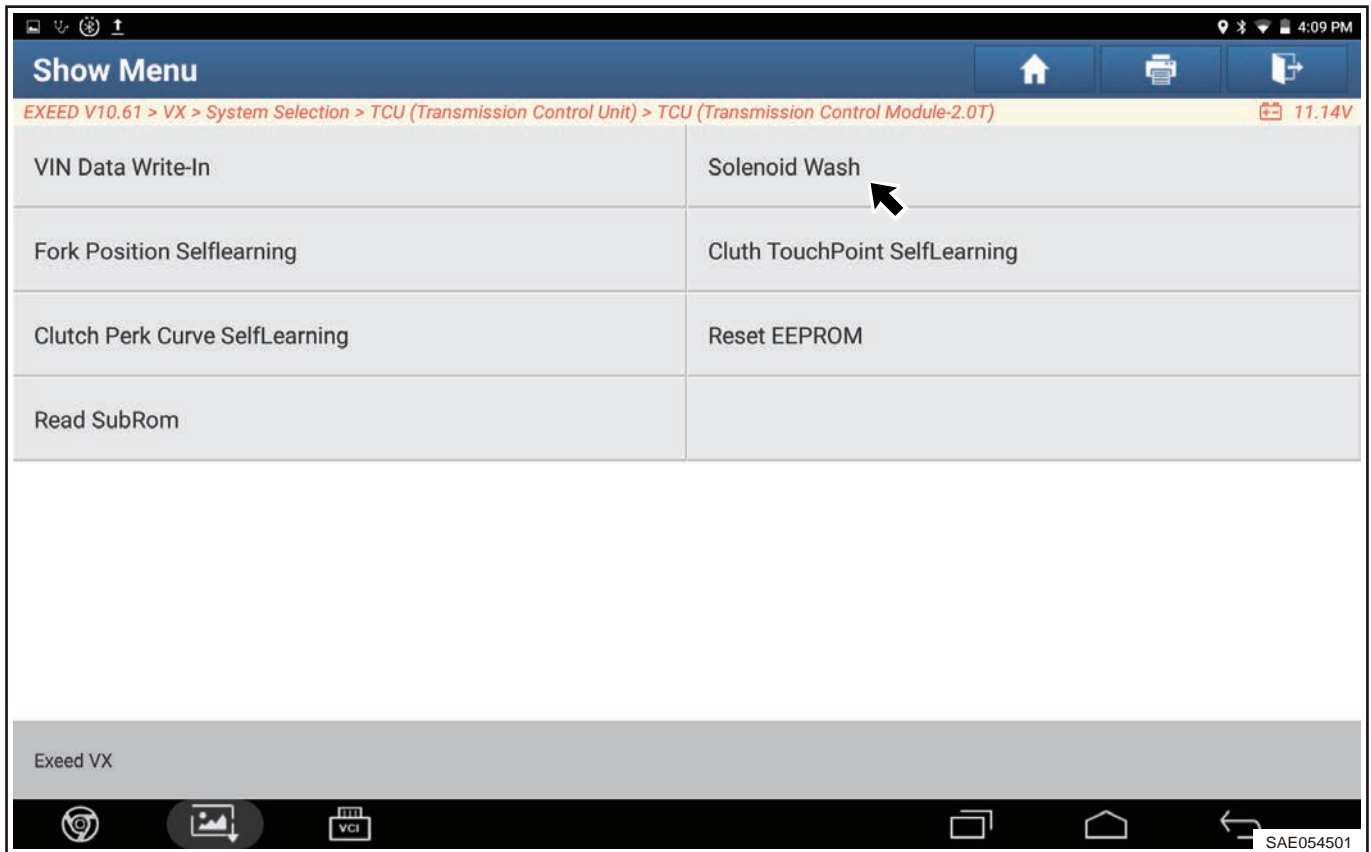 4:09 PM
Show Menu
EXEED V10.61 > VX > System Selection > TCU (Transmission Control Unit) > TCU (Transmission Control Module-2.0T) 11.14V
VIN Data Write-In
Solenoid Wash
Fork Position Selflearning
Cluth TouchPoint SelfLearning
Clutch Perk Curve SelfLearning
Reset EEPROM
Read SubRom
Exeed VX
VCI
SAE054501